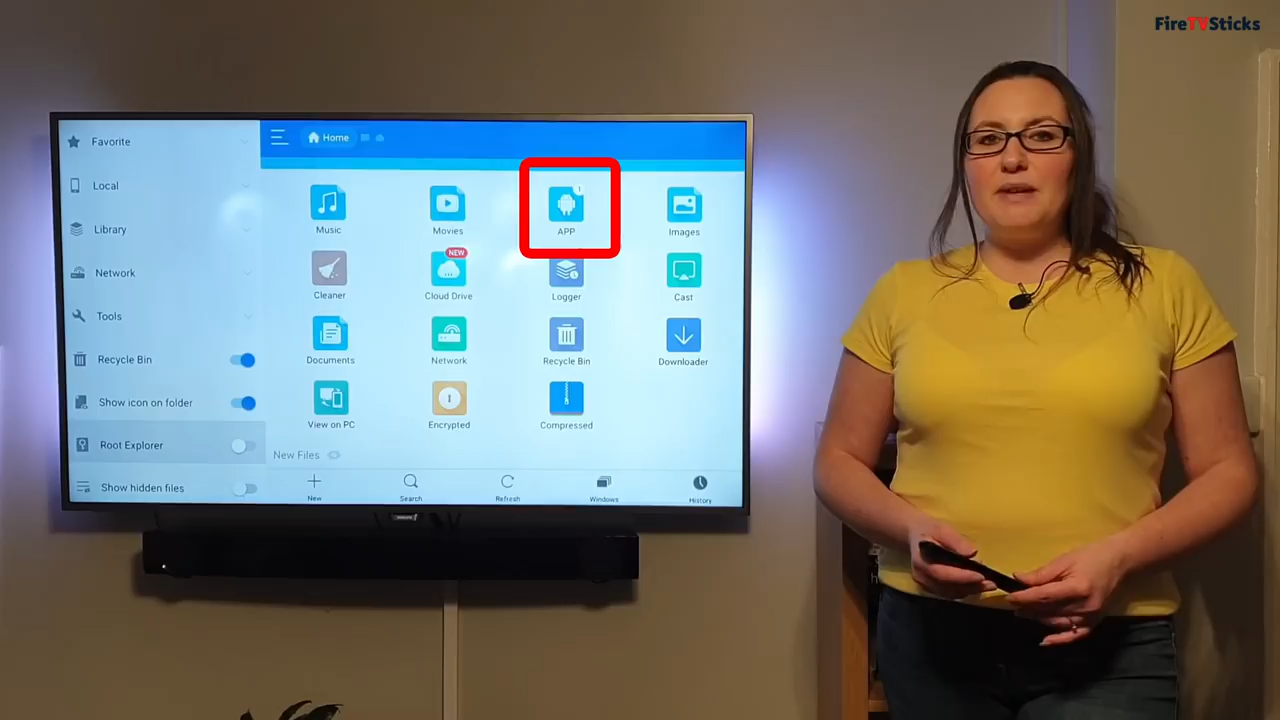 FireTVSticks
Favorite
Local
Library
Network
Tools
Recycle Bin
Show icon on folder
Root Explorer
Show hidden files
Home
Music
Movies
1
APP
Images
Cleaner
NEW
Cloud Drive
Logger
Cast
Documents
Network
Recycle Bin
Downloader
View on PC
Encrypted
Compressed
New Files
New
Search
Refresh
Windows
History